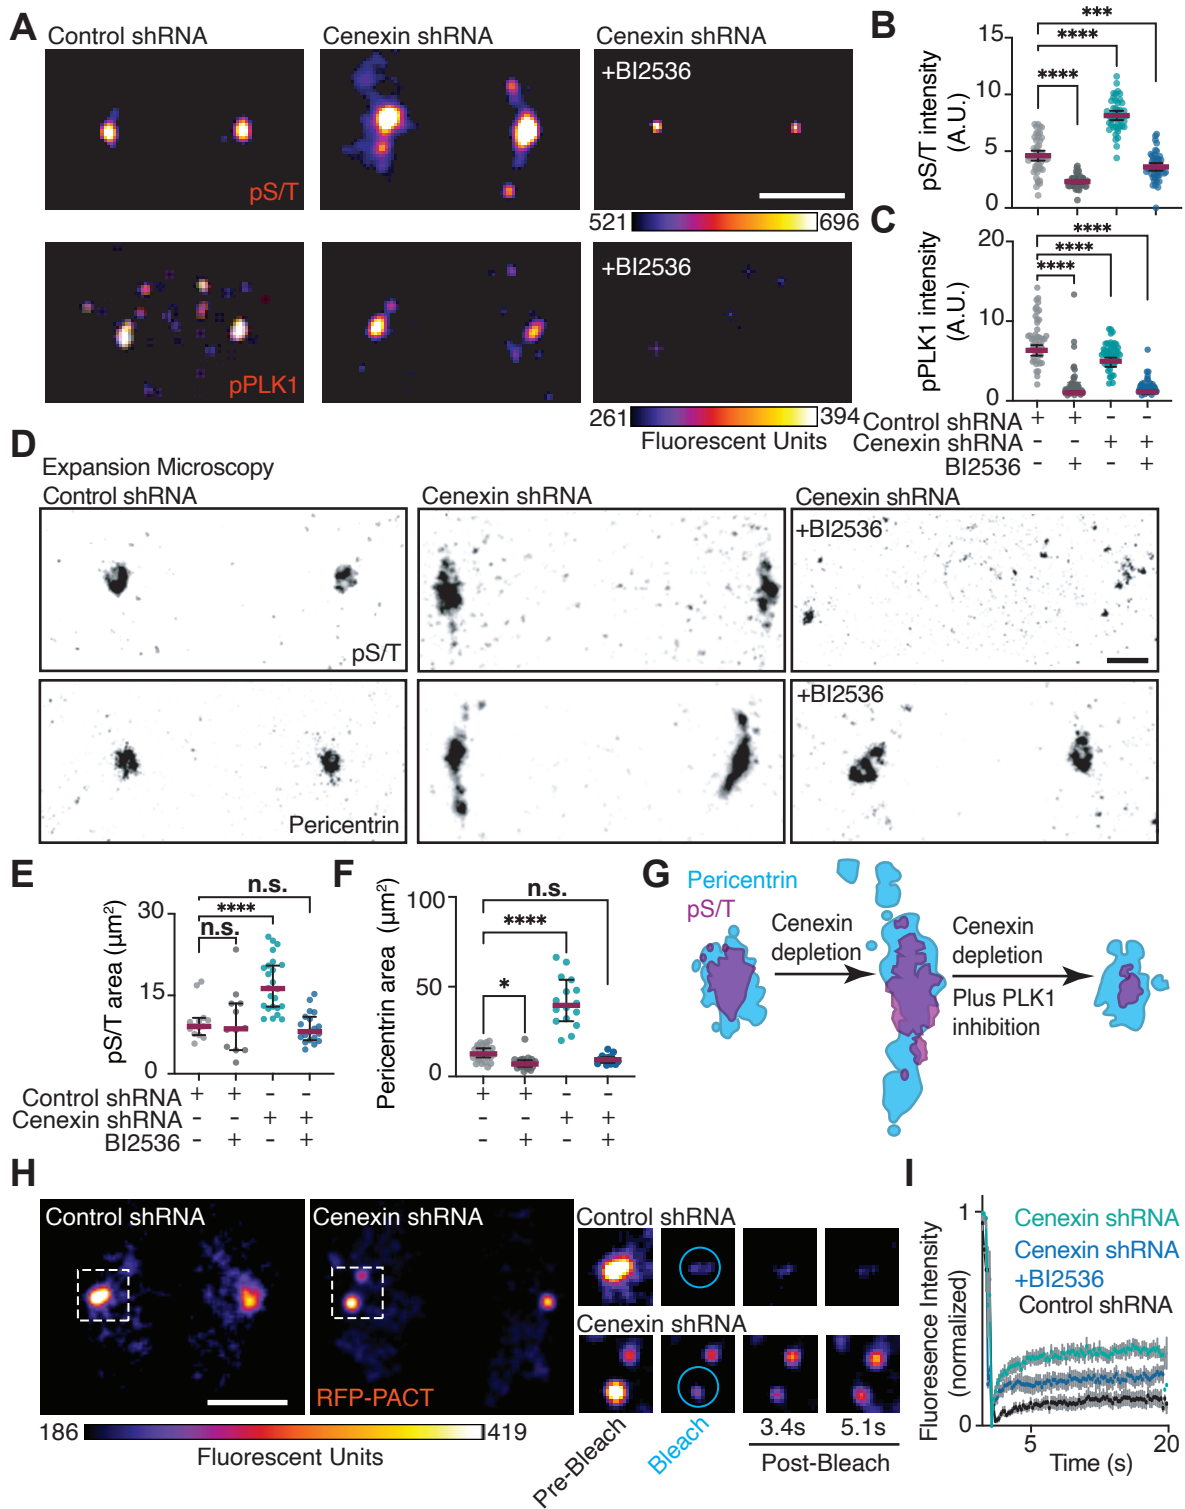 A
Control shRNA
Cenexin shRNA
Cenexin shRNA
+BI2536
pS/T
521
696
+BI2536
pPLK1
261
394
Fluorescent Units
B
***
****
****
15
10
5
0
pS/T intensity
(A.U.)
C
****
****
****
20
10
0
pPLK1 intensity
(A.U.)
Control shRNA + + - -
Cenexin shRNA - - + +
BI2536 - + - +
D
Expansion Microscopy
Control shRNA
Cenexin shRNA
Cenexin shRNA
+BI2536
pS/T
+BI2536
Pericentrin
E
n.s.
****
n.s.
30
15
0
pS/T area (µm²)
Control shRNA + + - -
Cenexin shRNA - - + +
BI2536 - + - +
F
n.s.
****
*
100
50
0
Pericentrin area (µm²)
+ + - -
- - + +
- + - +
G
Pericentrin
pS/T
Cenexin
depletion
Cenexin
depletion
Plus PLK1
inhibition
H
Control shRNA
Cenexin shRNA
RFP-PACT
186
419
Fluorescent Units
Control shRNA
Cenexin shRNA
Pre-Bleach
Bleach
3.4s
5.1s
Post-Bleach
I
Fluoresence Intensity
(normalized)
1
0
5
20
Time (s)
Cenexin shRNA
Cenexin shRNA
+BI2536
Control shRNA